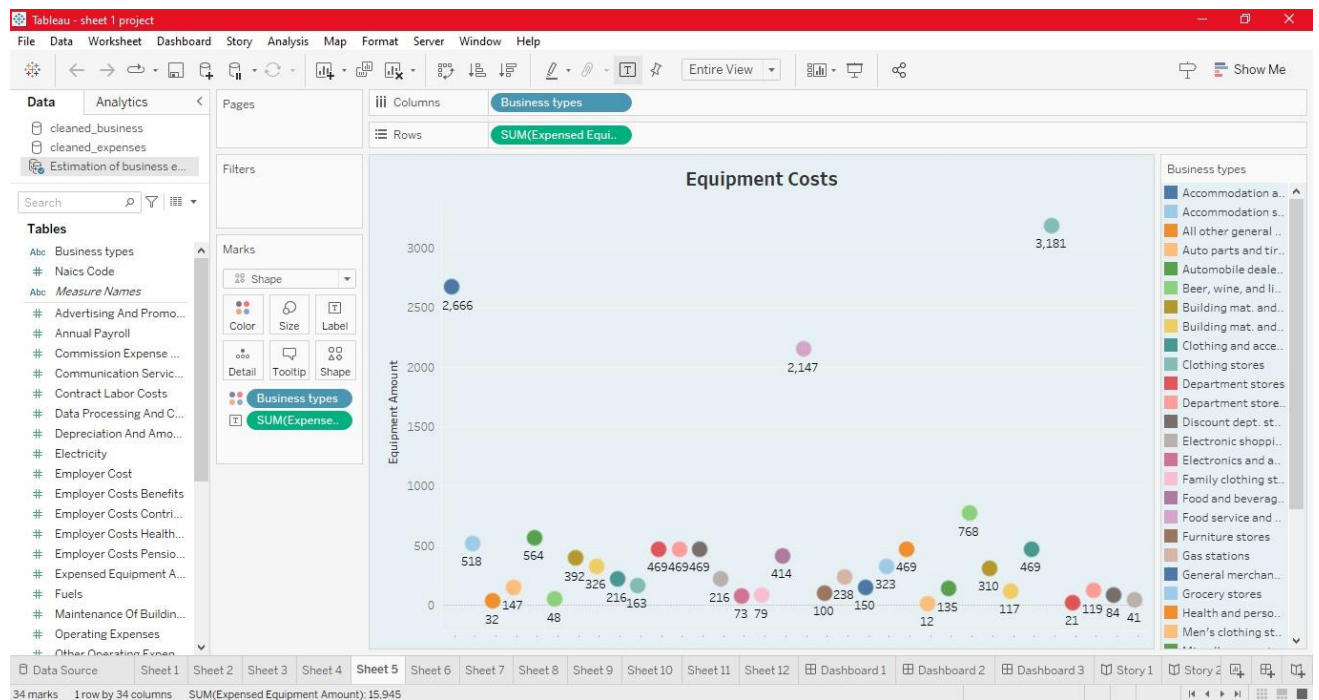 Tableau - sheet 1 project
File Data Worksheet Dashboard Story Analysis Map Format Server Window Help
Entire View
Show Me
Data Analytics
cleaned_business
cleaned_expenses
Estimation of business e...
Search
Tables
Abc Business types
# Naics Code
Abc Measure Names
# Advertising And Promo...
# Annual Payroll
# Commission Expense ...
# Communication Servic...
# Contract Labor Costs
# Data Processing And C...
# Depreciation And Amo...
# Electricity
# Employer Cost
# Employer Costs Benefits
# Employer Costs Contri...
# Employer Costs Health...
# Employer Costs Pensio...
# Expensed Equipment A...
# Fuels
# Maintenance Of Buildin...
# Operating Expenses
# Other Operating Expen...
Pages
Filters
Marks
Shape
Color Size Label
Detail Tooltip Shape
Business types
SUM(Expense..
Columns Business types
Rows SUM(Expensed Equi..
Equipment Costs
Equipment Amount
3000
2500
2000
1500
1000
500
0
2,666
518
32
147
564
48
392
326
216
163
469
469
469
216
73
79
414
2,147
100
238
150
323
469
12
135
768
310
117
469
3,181
21
119
84
41
Business types
Accommodation a..
Accommodation s..
All other general ..
Auto parts and tir..
Automobile deale..
Beer, wine, and li..
Building mat. and..
Building mat. and..
Clothing and acce..
Clothing stores
Department stores
Department store..
Discount dept. st..
Electronic shoppi..
Electronics and a..
Family clothing st..
Food and beverag..
Food service and ..
Furniture stores
Gas stations
General merchan..
Grocery stores
Health and perso..
Men's clothing st..
Data Source Sheet 1 Sheet 2 Sheet 3 Sheet 4 Sheet 5 Sheet 6 Sheet 7 Sheet 8 Sheet 9 Sheet 10 Sheet 11 Sheet 12 Dashboard 1 Dashboard 2 Dashboard 3 Story 1 Story 2
34 marks 1 row by 34 columns SUM(Expensed Equipment Amount): 15,945